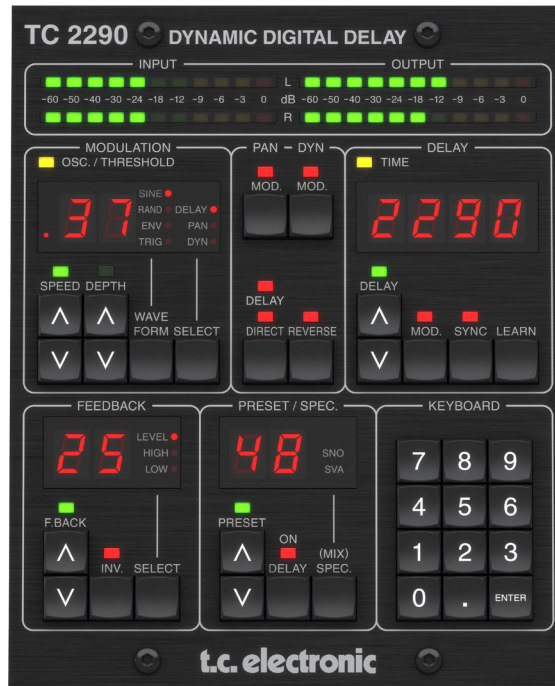 TC 2290 DYNAMIC DIGITAL DELAY
INPUT OUTPUT
L
-60 -50 -40 -30 -24 -18 -12 -9 -6 -3 0 dB -60 -50 -40 -30 -24 -18 -12 -9 -6 -3 0
R
MODULATION PAN DYN DELAY
OSC. / THRESHOLD
TIME
MOD. MOD.
.37
SINE
RAND DELAY
ENV PAN
TRIG DYN
2290
SPEED DEPTH
WAVE FORM SELECT
DELAY
DIRECT REVERSE
DELAY
MOD. SYNC LEARN
FEEDBACK PRESET / SPEC. KEYBOARD
25
LEVEL
HIGH
LOW
48
SNO
SVA
F.BACK
INV. SELECT
PRESET
ON
DELAY
(MIX)
SPEC.
7 8 9
4 5 6
1 2 3
0 . ENTER
t.c. electronic